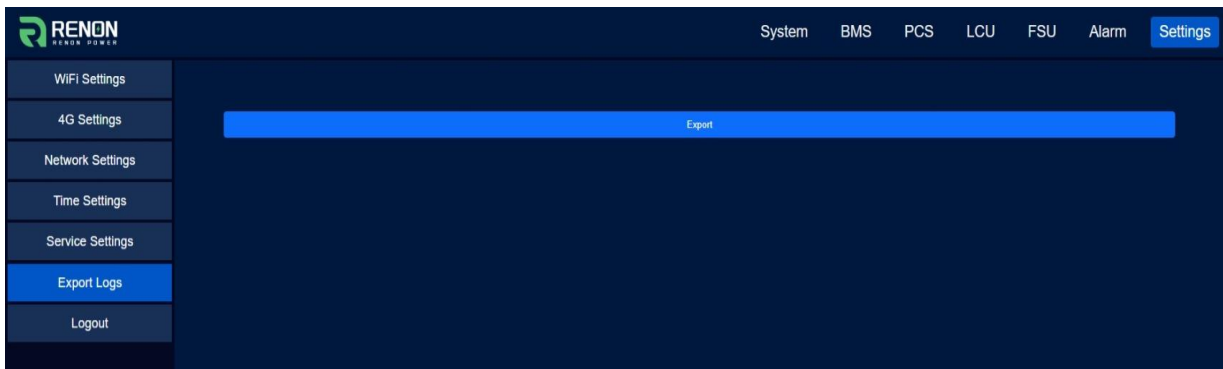 RENON
RENON POWER
System BMS PCS LCU FSU Alarm Settings
WiFi Settings
4G Settings
Export
Network Settings
Time Settings
Service Settings
Export Logs
Logout